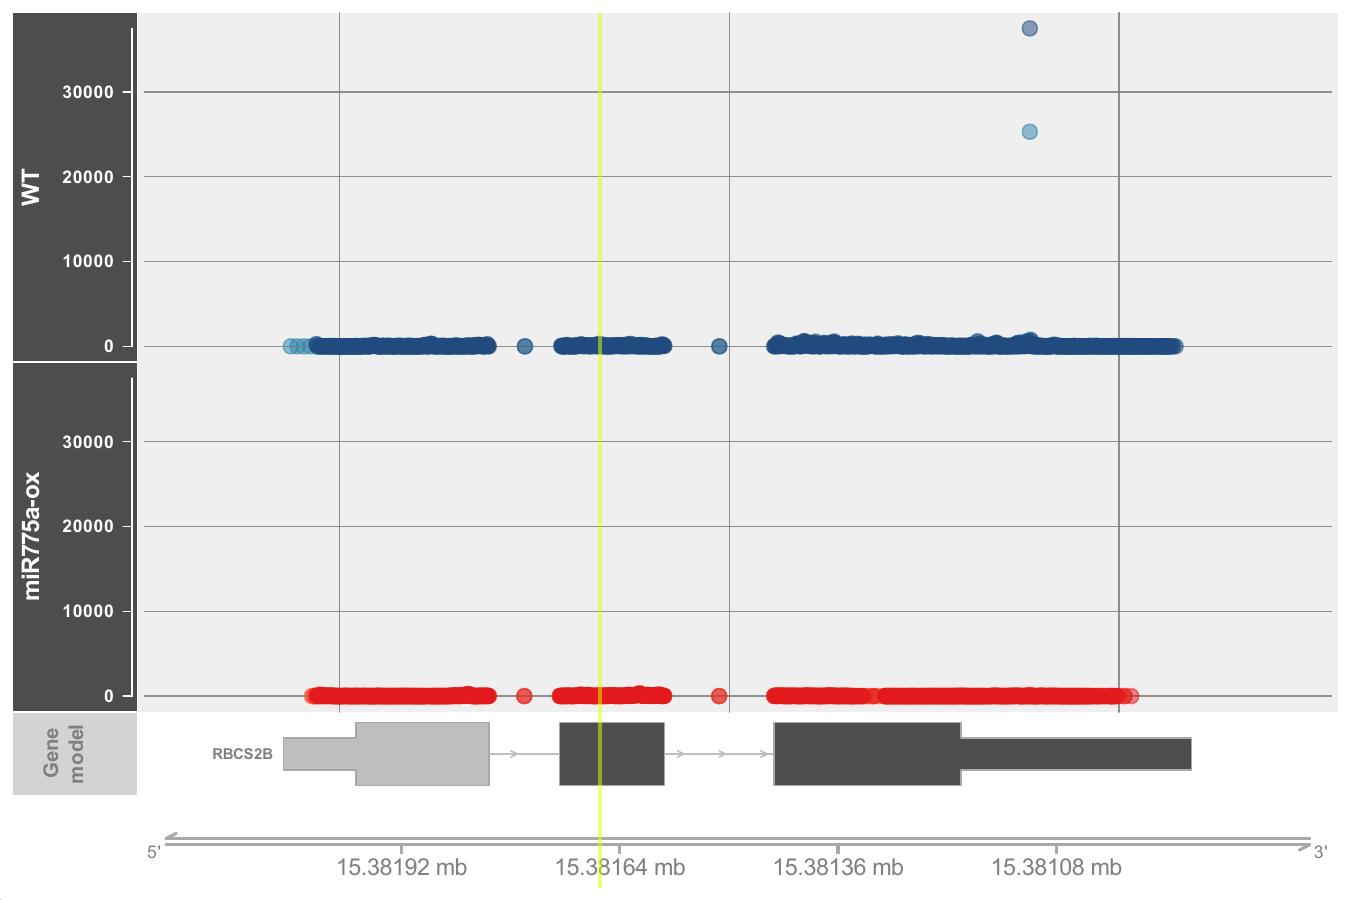 WT
30000
20000
10000
0
miR775a-ox
30000
20000
10000
0
Gene
model
RBCS2B
5'
3'
15.38192 mb
15.38164 mb
15.38136 mb
15.38108 mb